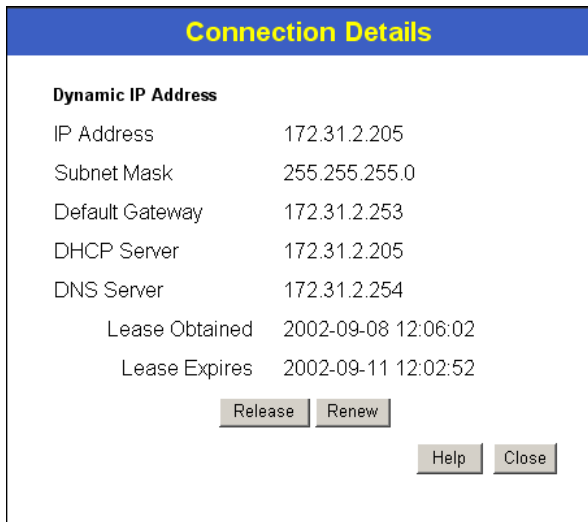 Connection Details
Dynamic IP Address
IP Address 172.31.2.205
Subnet Mask 255.255.255.0
Default Gateway 172.31.2.253
DHCP Server 172.31.2.205
DNS Server 172.31.2.254
Lease Obtained 2002-09-08 12:06:02
Lease Expires 2002-09-11 12:02:52
Release Renew
Help Close